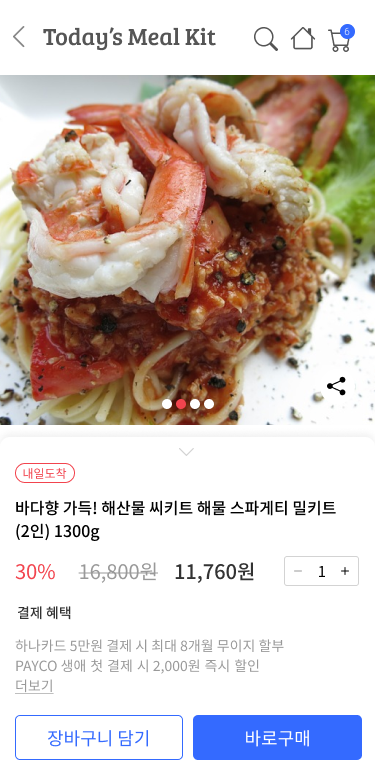 Today's Meal Kit
6
내일도착
바다향 가득! 해산물 씨키트 해물 스파게티 밀키트
(2인) 1300g
30% 16,800원 11,760원 − 1 +
결제 혜택
하나카드 5만원 결제 시 최대 8개월 무이지 할부
PAYCO 생애 첫 결제 시 2,000원 즉시 할인
더보기
장바구니 담기 바로구매